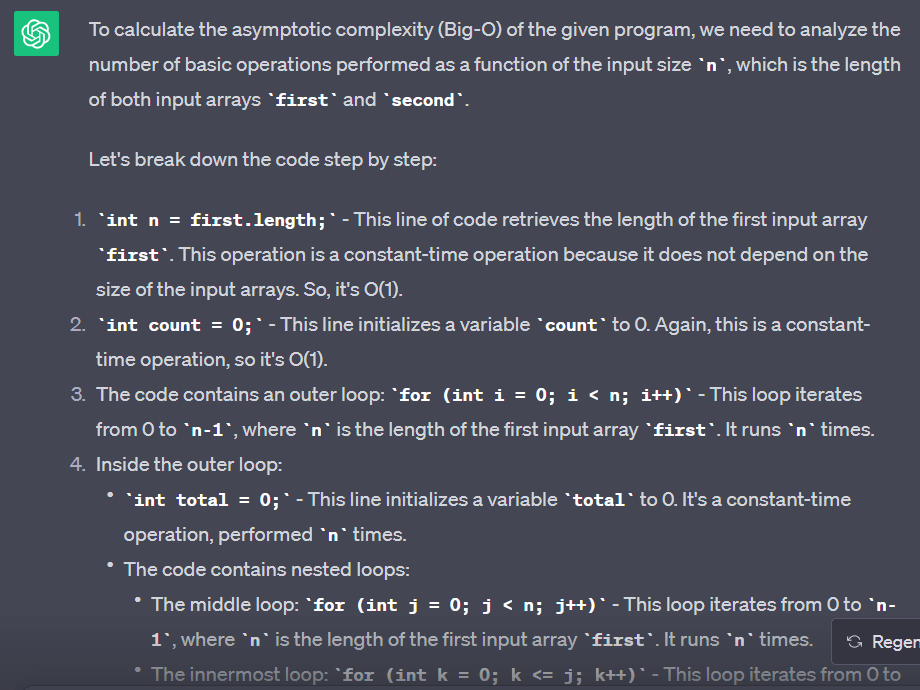 To calculate the asymptotic complexity (Big-O) of the given program, we need to analyze the
number of basic operations performed as a function of the input size `n`, which is the length
of both input arrays `first` and `second`.
Let's break down the code step by step:
1. `int n = first.length;` - This line of code retrieves the length of the first input array
`first`. This operation is a constant-time operation because it does not depend on the
size of the input arrays. So, it's O(1).
2. `int count = 0;` - This line initializes a variable `count` to 0. Again, this is a constant-
time operation, so it's O(1).
3. The code contains an outer loop: `for (int i = 0; i < n; i++)` - This loop iterates
from 0 to `n-1`, where `n` is the length of the first input array `first`. It runs `n` times.
4. Inside the outer loop:
• `int total = 0;` - This line initializes a variable `total` to 0. It's a constant-time
operation, performed `n` times.
• The code contains nested loops:
• The middle loop: `for (int j = 0; j < n; j++)` - This loop iterates from 0 to `n-
1`, where `n` is the length of the first input array `first`. It runs `n` times.
Regen
• The innermost loop: `for (int k = 0; k <= j; k++)` - This loop iterates from 0 to